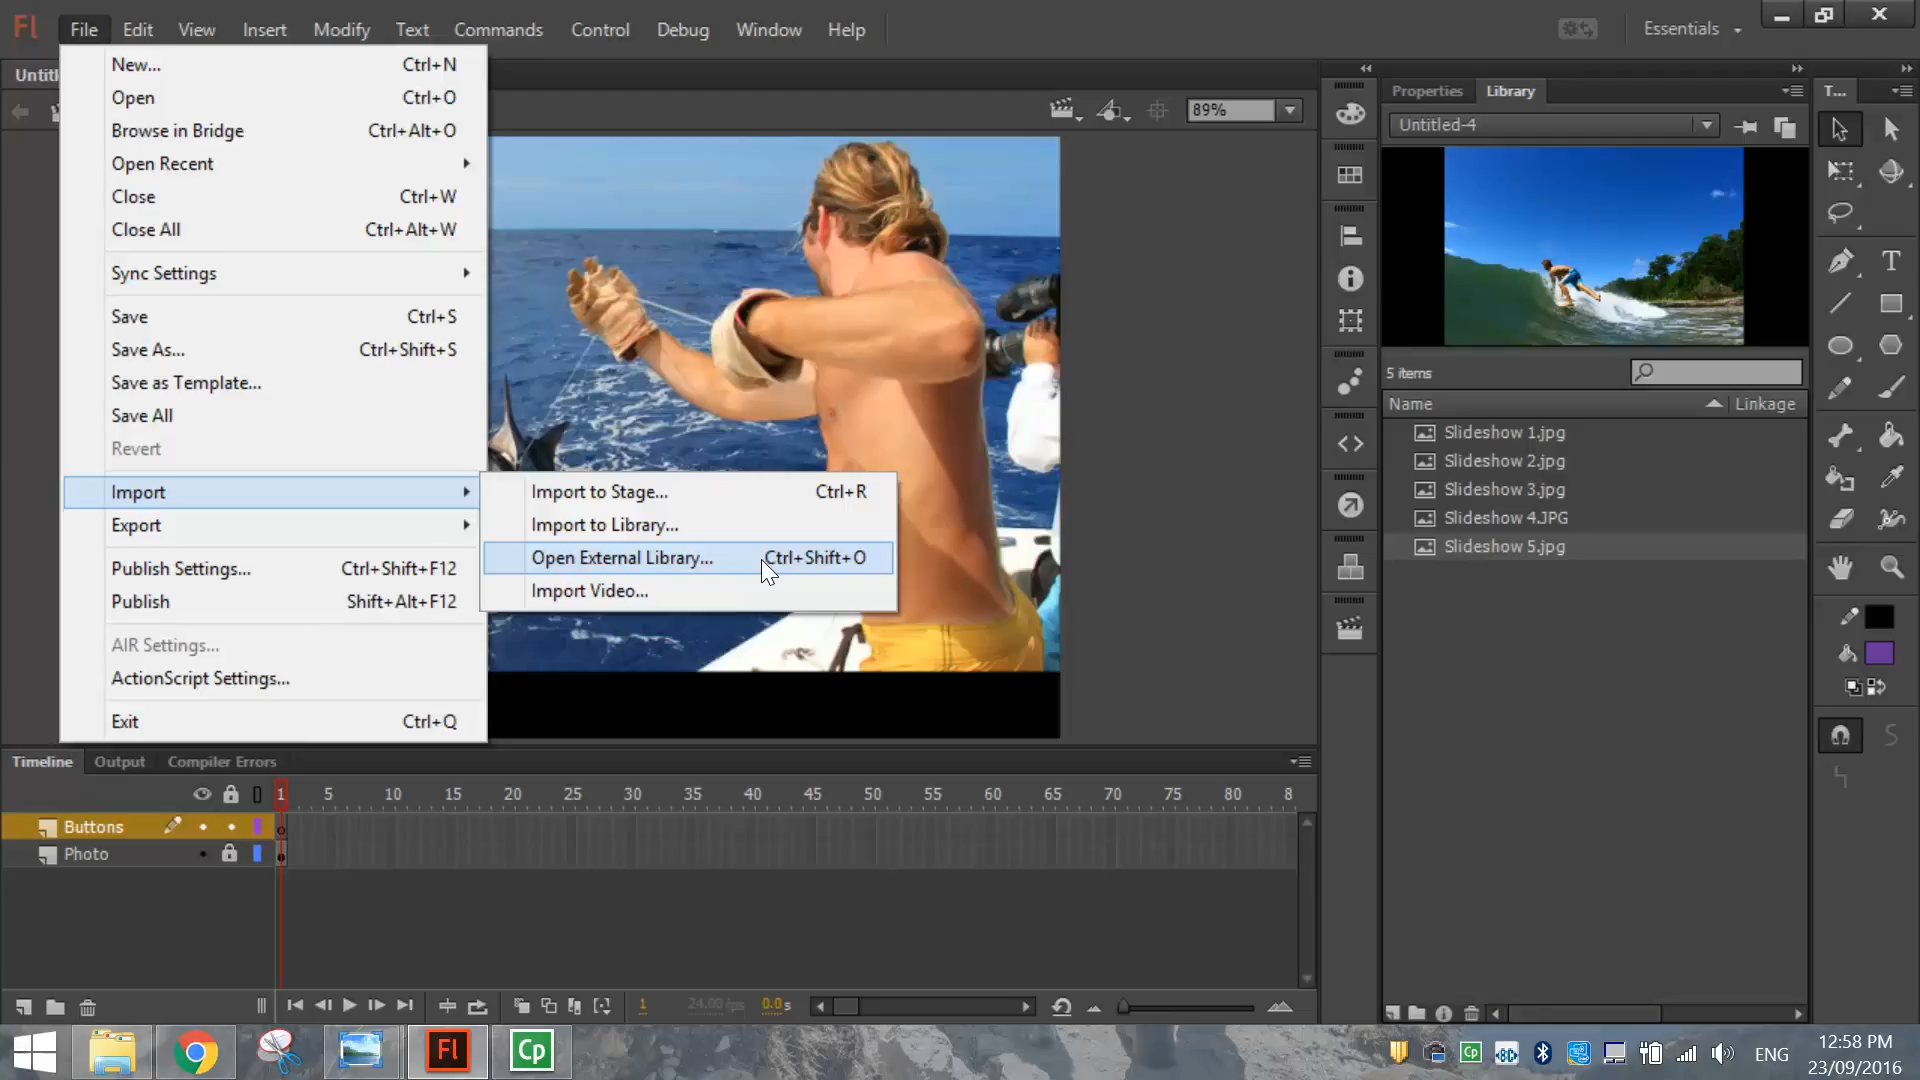 Fl File Edit View Insert Modify Text Commands Control Debug Window Help Essentials
New... Ctrl+N
Open Ctrl+O
Browse in Bridge Ctrl+Alt+O
Open Recent
Close Ctrl+W
Close All Ctrl+Alt+W
Sync Settings
Save Ctrl+S
Save As... Ctrl+Shift+S
Save as Template...
Save All
Revert
Import
Export
Publish Settings... Ctrl+Shift+F12
Publish Shift+Alt+F12
AIR Settings...
ActionScript Settings...
Exit Ctrl+Q
Import to Stage... Ctrl+R
Import to Library...
Open External Library... Ctrl+Shift+O
Import Video...
89%
Properties Library T...
Untitled-4
5 items
Name Linkage
Slideshow 1.jpg
Slideshow 2.jpg
Slideshow 3.jpg
Slideshow 4.JPG
Slideshow 5.jpg
Timeline Output Compiler Errors
1 5 10 15 20 25 30 35 40 45 50 55 60 65 70 75 80 8
Buttons
Photo
1 24.00 fps 0.0 s
Fl Cp Cp ENG
12:58 PM
23/09/2016